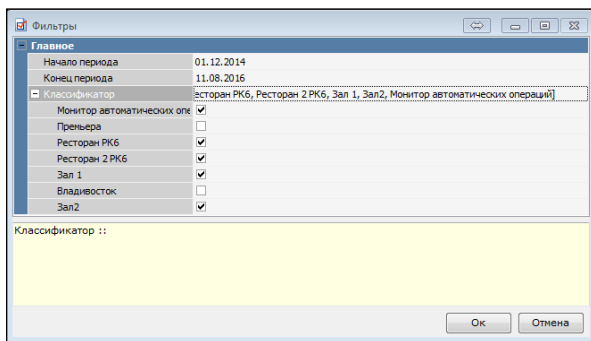 Фильтры
Главное
Начало периода 01.12.2014
Конец периода 11.08.2016
Классификатор есторан РК6, Ресторан 2 РК6, Зал 1, Зал2, Монитор автоматических операций]
Монитор автоматических опе
Премьера
Ресторан РК6
Ресторан 2 РК6
Зал 1
Владивосток
Зал2
Классификатор ::
Ок Отмена